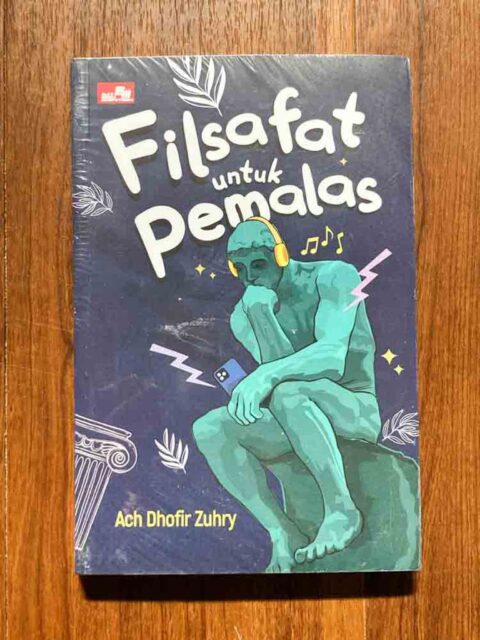 Filsafat
untuk
Pemalas
Ach Dhofir Zuhry